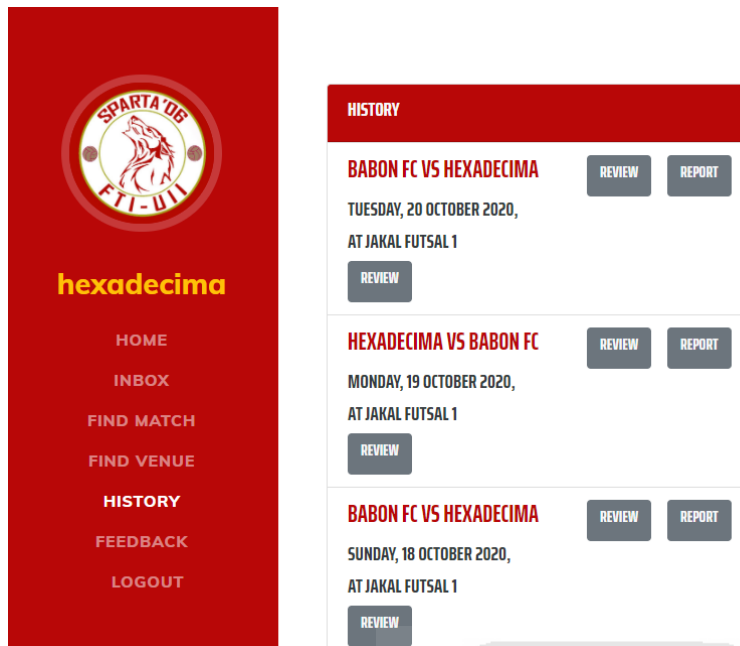 SPARTA'06
FTI-UII
hexadecima
HOME
INBOX
FIND MATCH
FIND VENUE
HISTORY
FEEDBACK
LOGOUT
HISTORY
BABON FC VS HEXADECIMA
REVIEW
REPORT
TUESDAY, 20 OCTOBER 2020,
AT JAKAL FUTSAL 1
REVIEW
HEXADECIMA VS BABON FC
REVIEW
REPORT
MONDAY, 19 OCTOBER 2020,
AT JAKAL FUTSAL 1
REVIEW
BABON FC VS HEXADECIMA
REVIEW
REPORT
SUNDAY, 18 OCTOBER 2020,
AT JAKAL FUTSAL 1
REVIEW